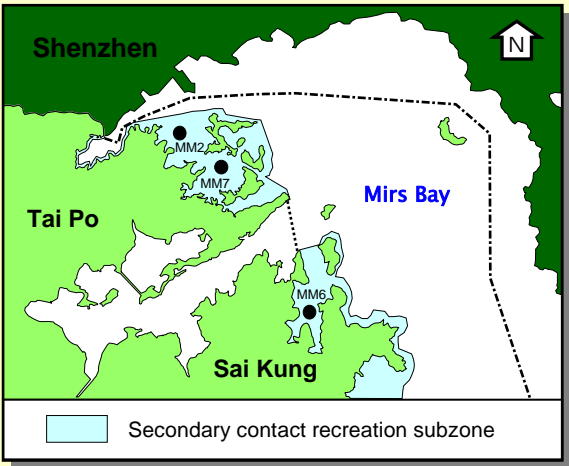 Shenzhen
N
MM2
MM7
Mirs Bay
Tai Po
MM6
Sai Kung
Secondary contact recreation subzone